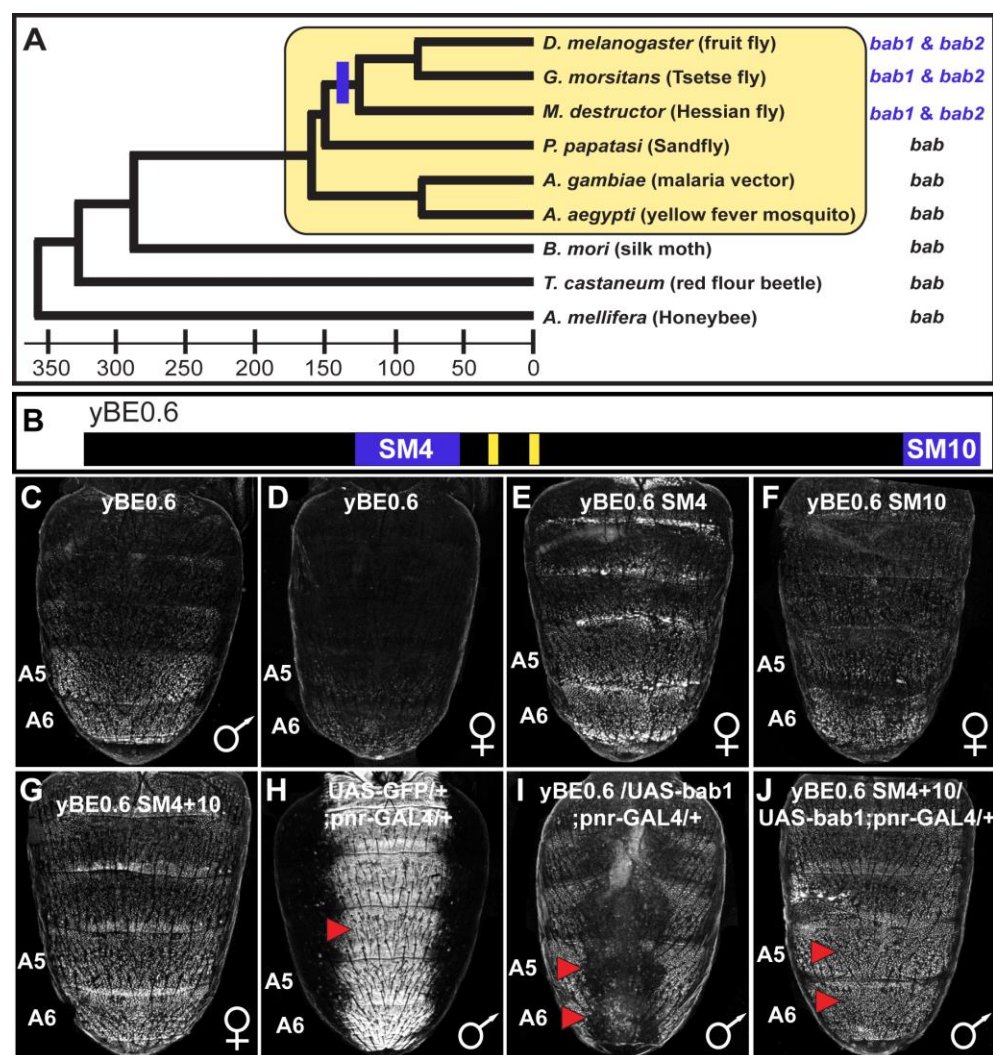 A
D. melanogaster (fruit fly) bab1 & bab2
G. morsitans (Tsetse fly) bab1 & bab2
M. destructor (Hessian fly) bab1 & bab2
P. papatasi (Sandfly) bab
A. gambiae (malaria vector) bab
A. aegypti (yellow fever mosquito) bab
B. mori (silk moth) bab
T. castaneum (red flour beetle) bab
A. mellifera (Honeybee) bab
350 300 250 200 150 100 50 0
B yBE0.6
SM4 SM10
C yBE0.6
A5
A6
♂
D yBE0.6
♀
E yBE0.6 SM4
A5
A6
♀
F yBE0.6 SM10
A5
A6
♀
G yBE0.6 SM4+10
A5
A6
♀
H UAS-GFP/+
;pnr-GAL4/+
A5
A6
♂
I yBE0.6 /UAS-bab1
;pnr-GAL4/+
A5
A6
♂
J yBE0.6 SM4+10/
UAS-bab1;pnr-GAL4/+
A5
A6
♂